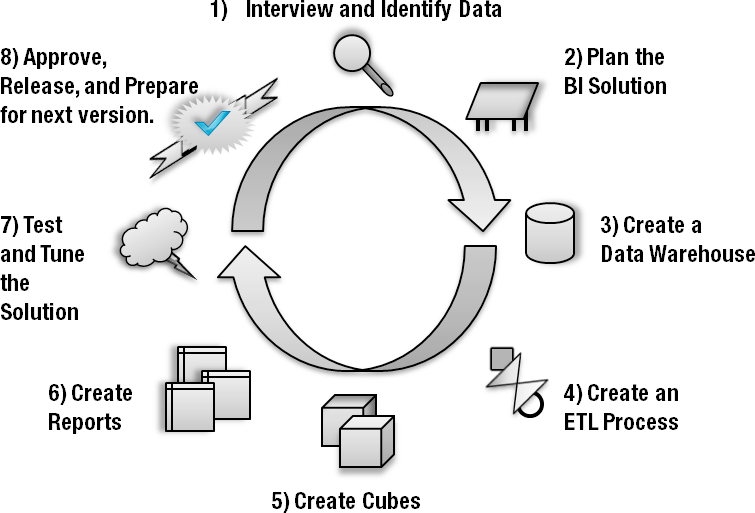 1) Interview and Identify Data
2) Plan the
BI Solution
3) Create a
Data Warehouse
4) Create an
ETL Process
5) Create Cubes
6) Create
Reports
7) Test
and Tune
the
Solution
8) Approve,
Release, and Prepare
for next version.